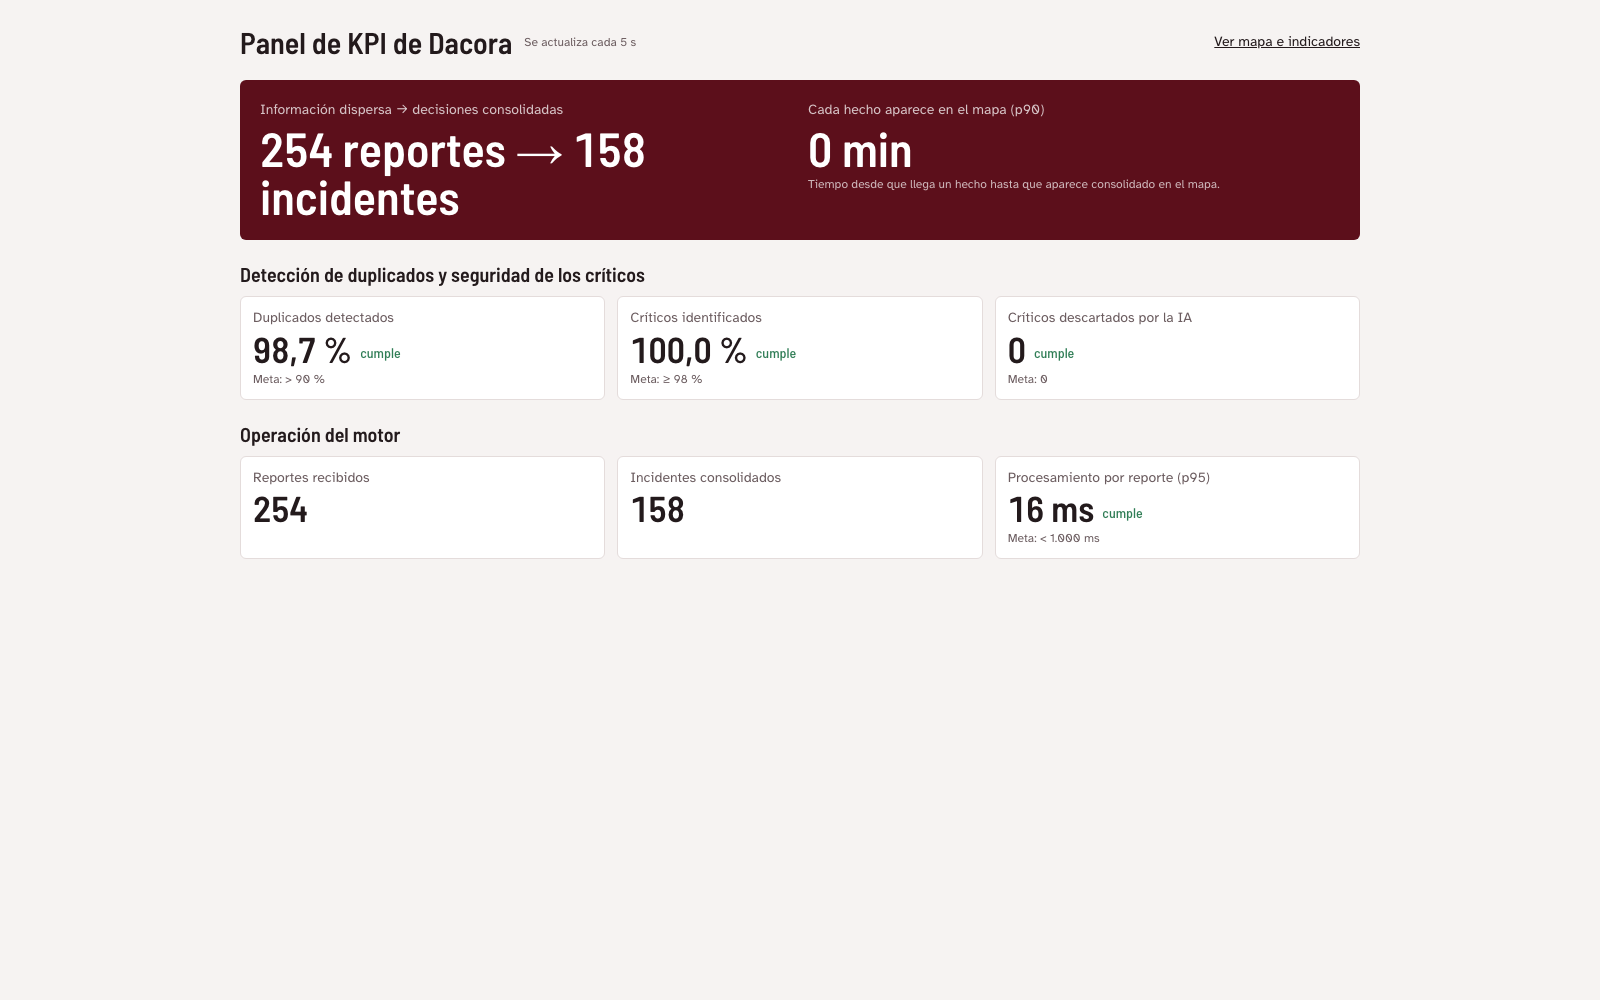 Panel de KPI de Dacora
Se actualiza cada 5 s
Ver mapa e indicadores
Información dispersa → decisiones consolidadas
254 reportes → 158
incidentes
Cada hecho aparece en el mapa (p90)
0 min
Tiempo desde que llega un hecho hasta que aparece consolidado en el mapa.
Detección de duplicados y seguridad de los críticos
Duplicados detectados
98,7 % cumple
Meta: > 90 %
Críticos identificados
100,0 % cumple
Meta: ≥ 98 %
Críticos descartados por la IA
0 cumple
Meta: 0
Operación del motor
Reportes recibidos
254
Incidentes consolidados
158
Procesamiento por reporte (p95)
16 ms cumple
Meta: < 1.000 ms